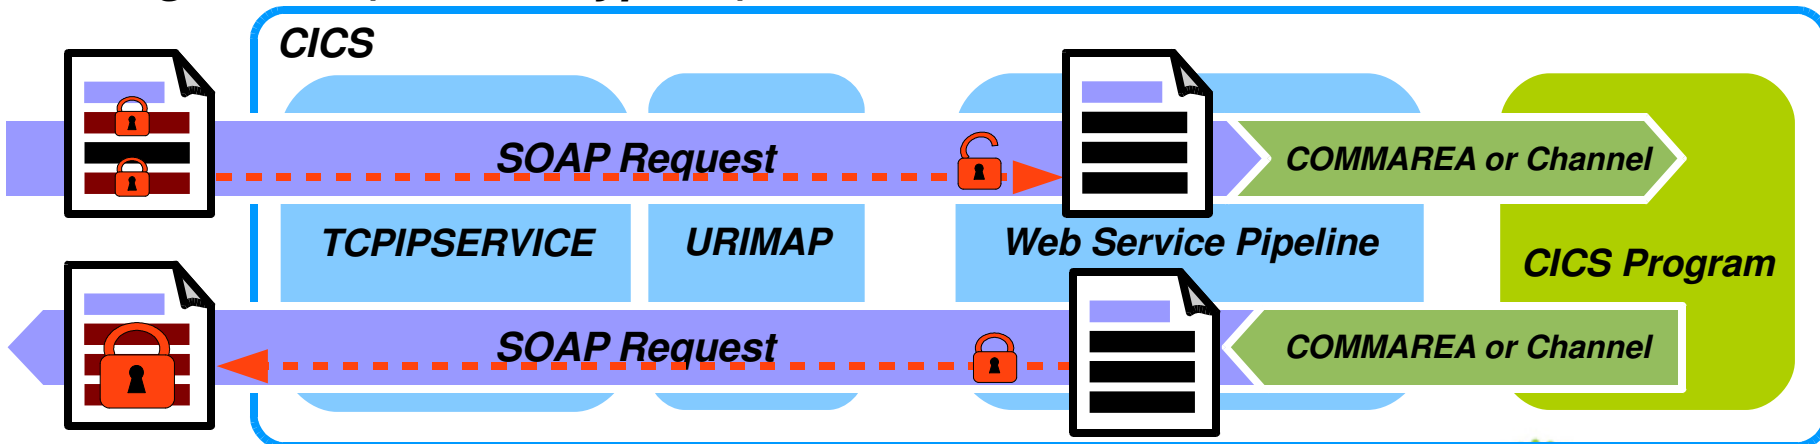 CICS
SOAP Request
COMMAREA or Channel
TCPIPSERVICE
URIMAP
Web Service Pipeline
CICS Program
SOAP Request
COMMAREA or Channel